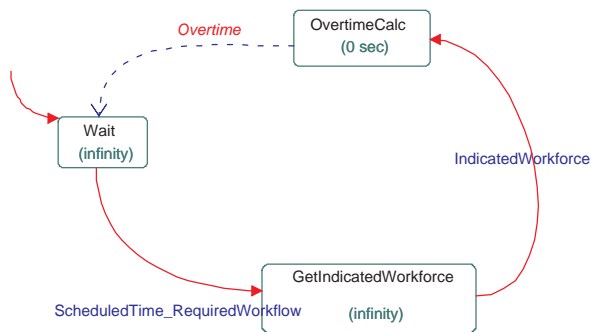 OvertimeCalc
(0 sec)
Overtime
Wait
(infinity)
IndicatedWorkforce
GetIndicatedWorkforce
(infinity)
ScheduledTime_RequiredWorkflow